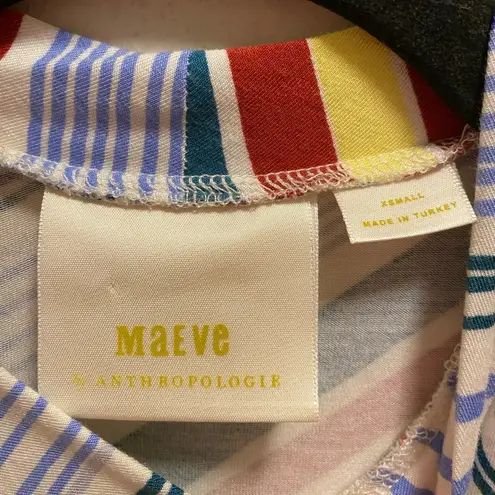 XSMALL
MADE IN TURKEY
MaEVe
BY ANTHROPOLOGIE